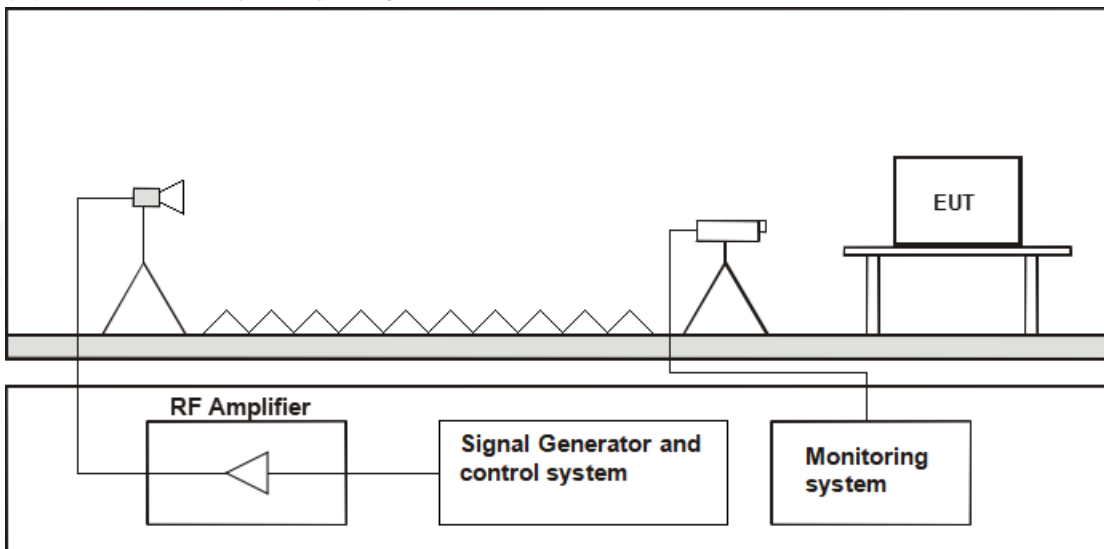 EUT
RF Amplifier
Signal Generator and
control system
Monitoring
system